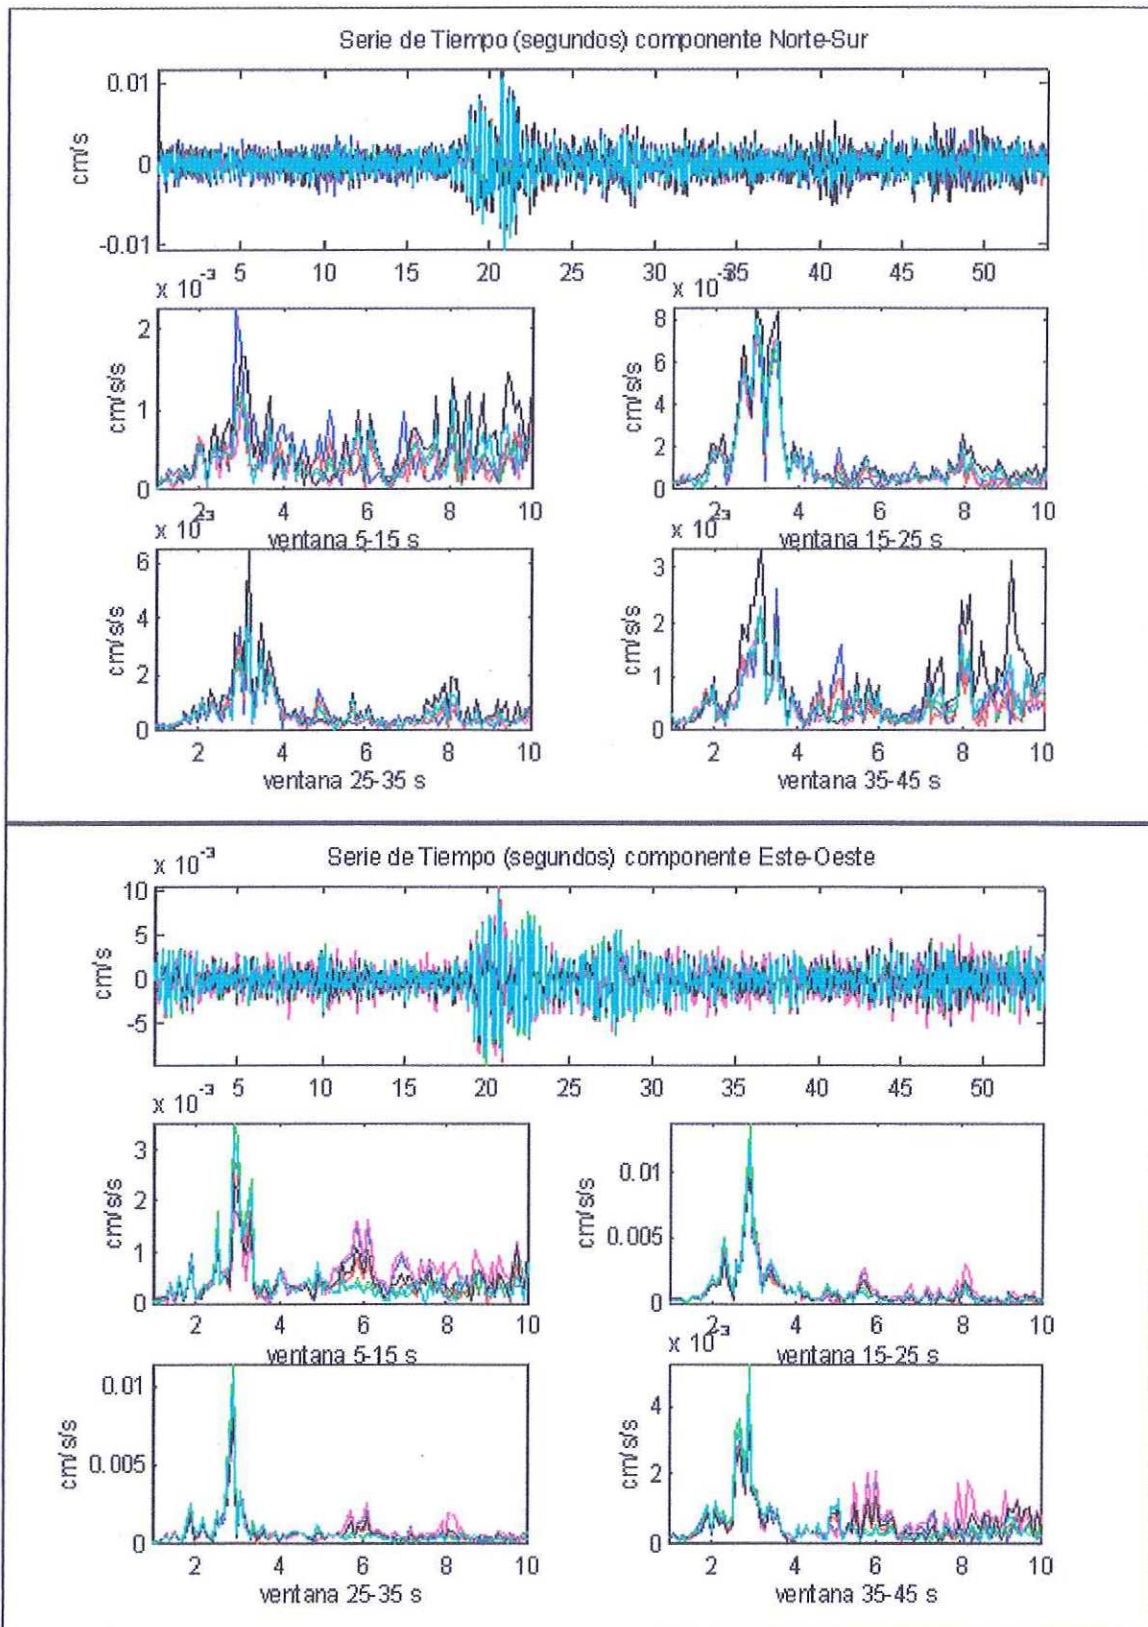 Serie de Tiempo (segundos) componente Norte-Sur
0.01
0
-0.01
cm/s
5 10 15 20 25 30 35 40 45 50
x 10⁻³ x 10⁻³
2
1
0
cm/s/s
8
6
4
2
0
cm/s/s
2 4 6 8 10
2 4 6 8 10
x 10⁻³ ventana 5-15 s
x 10⁻³ ventana 15-25 s
6
4
2
0
cm/s/s
3
2
1
0
cm/s/s
2 4 6 8 10
2 4 6 8 10
ventana 25-35 s
ventana 35-45 s
x 10⁻³ Serie de Tiempo (segundos) componente Este-Oeste
10
5
0
-5
cm/s
5 10 15 20 25 30 35 40 45 50
x 10⁻³
3
2
1
0
cm/s/s
0.01
0.005
0
cm/s/s
2 4 6 8 10
2 4 6 8 10
ventana 5-15 s
x 10⁻³ ventana 15-25 s
0.01
0.005
0
cm/s/s
4
2
0
cm/s/s
2 4 6 8 10
2 4 6 8 10
ventana 25-35 s
ventana 35-45 s